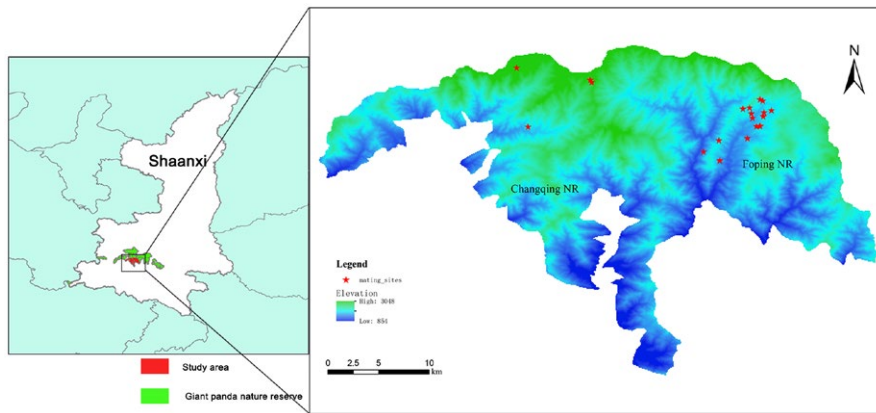 Shaanxi
Study area
Giant panda nature reserve
N
Changqing NR
Foping NR
Legend
mating_sites
Elevation
High: 3048
Low: 854
0 2.5 5 10
km